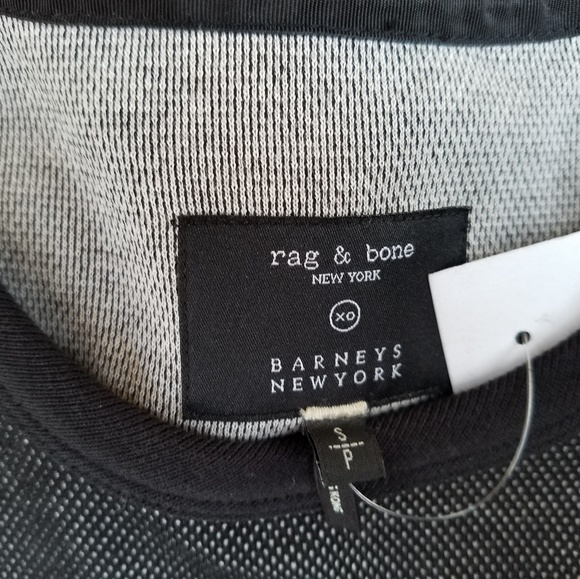 rag & bone
NEW YORK
XO
BARNEYS
NEWYORK
S|P